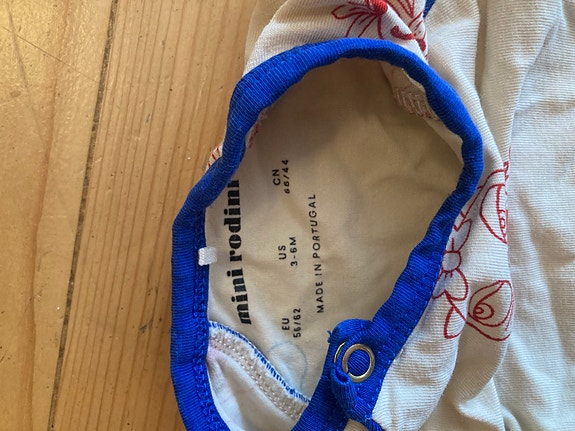 mini rodini
EU
56/62
US
3-6M
CN
66/44
MADE IN PORTUGAL